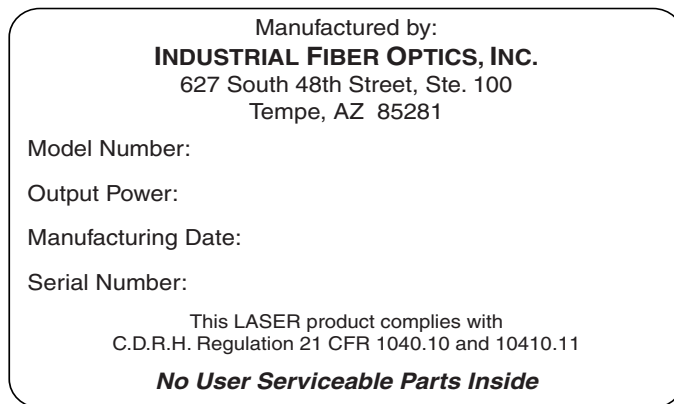 Manufactured by:
INDUSTRIAL FIBER OPTICS, INC.
627 South 48th Street, Ste. 100
Tempe, AZ 85281
Model Number:
Output Power:
Manufacturing Date:
Serial Number:
This LASER product complies with
C.D.R.H. Regulation 21 CFR 1040.10 and 10410.11
No User Serviceable Parts Inside